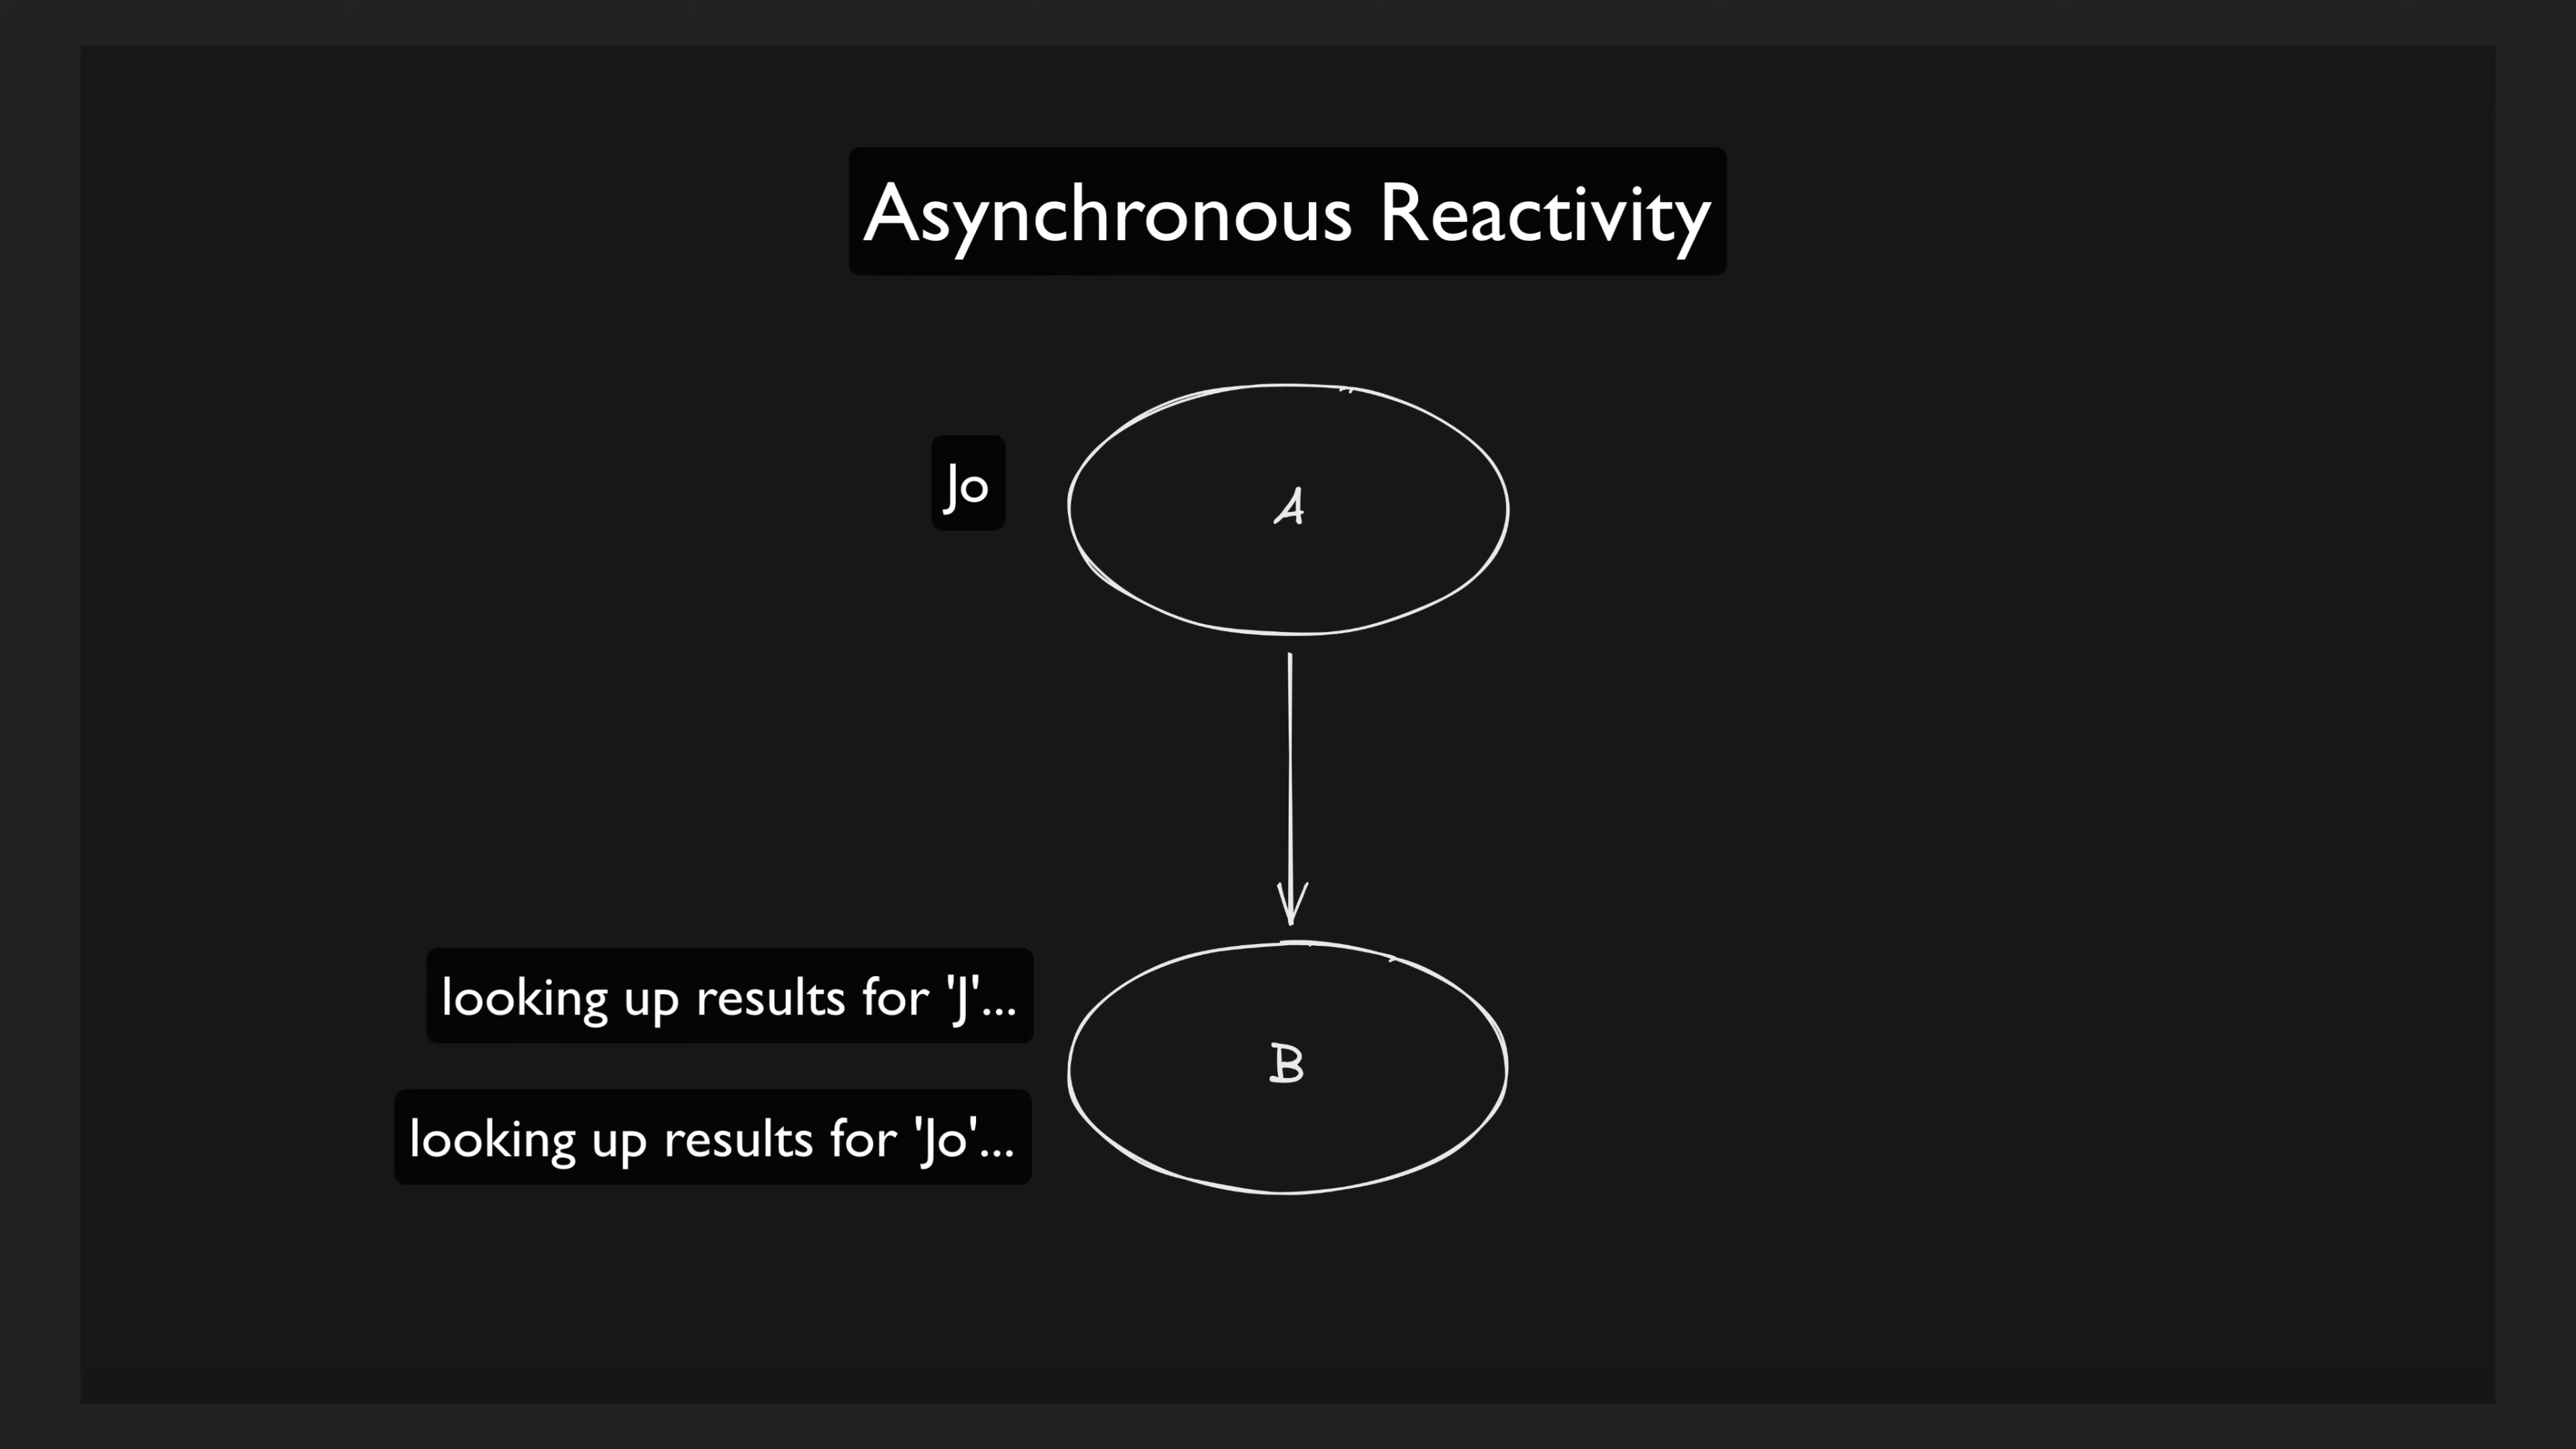 Asynchronous Reactivity
Jo
A
looking up results for 'J'...
B
looking up results for 'Jo'...